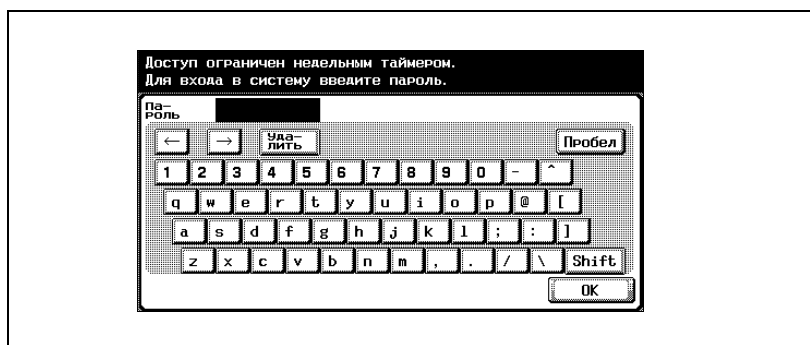 Доступ ограничен недельным таймером.
Для входа в систему введите пароль.
Па-
роль
← → Уда-
лить Пробел
1 2 3 4 5 6 7 8 9 0 - ^
q w e r t y u i o p @ [
a s d f g h j k l ; : ]
z x c v b n m , . / \ Shift
OK